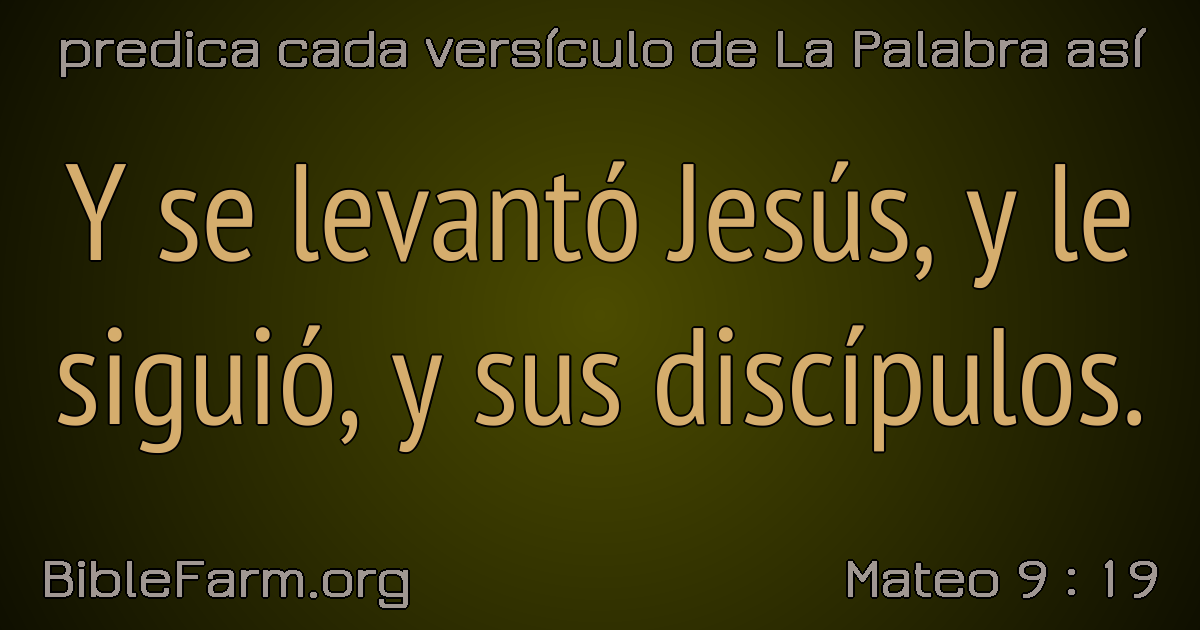 predica cada versículo de La Palabra así
Y se levantó Jesús, y le
siguió, y sus discípulos.
BibleFarm.org
Mateo 9 : 19